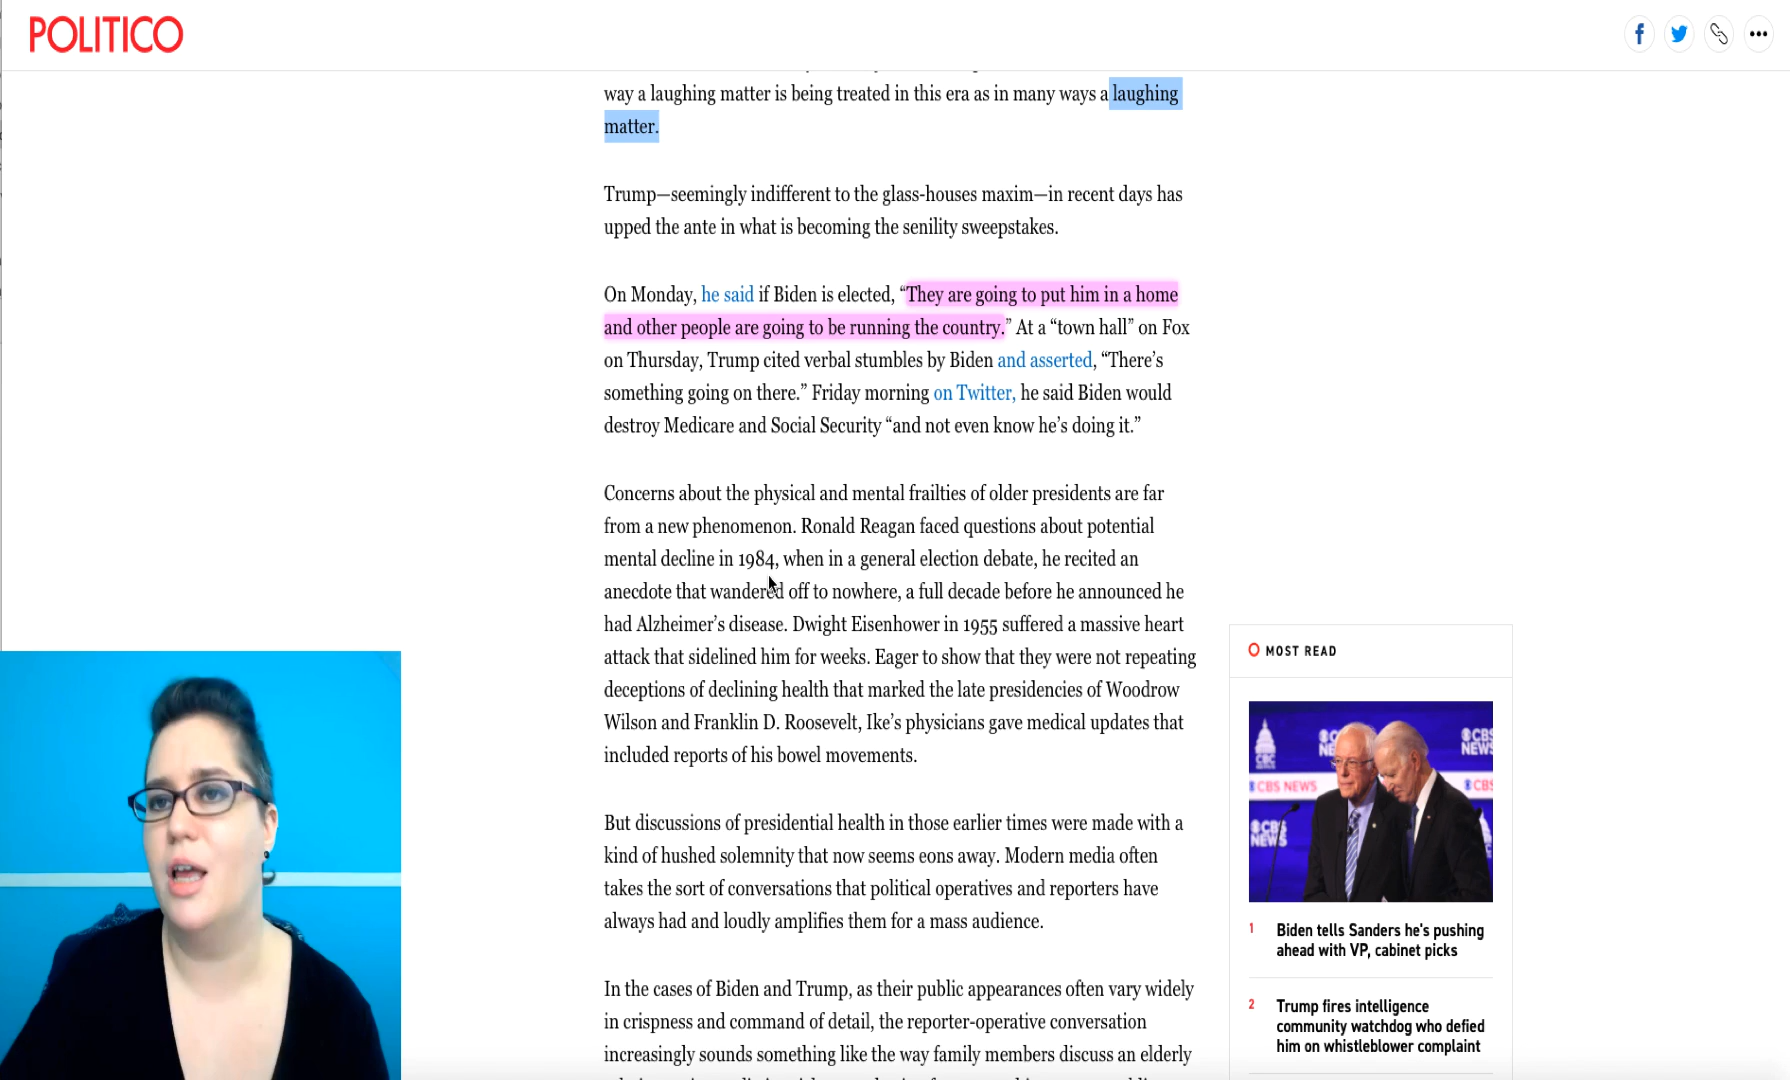 POLITICO
way a laughing matter is being treated in this era as in many ways a laughing
matter.
Trump—seemingly indifferent to the glass-houses maxim—in recent days has
upped the ante in what is becoming the senility sweepstakes.
On Monday, he said if Biden is elected, “They are going to put him in a home
and other people are going to be running the country.” At a “town hall” on Fox
on Thursday, Trump cited verbal stumbles by Biden and asserted, “There’s
something going on there.” Friday morning on Twitter, he said Biden would
destroy Medicare and Social Security “and not even know he’s doing it.”
Concerns about the physical and mental frailties of older presidents are far
from a new phenomenon. Ronald Reagan faced questions about potential
mental decline in 1984, when in a general election debate, he recited an
anecdote that wandered off to nowhere, a full decade before he announced he
had Alzheimer’s disease. Dwight Eisenhower in 1955 suffered a massive heart
attack that sidelined him for weeks. Eager to show that they were not repeating
deceptions of declining health that marked the late presidencies of Woodrow
Wilson and Franklin D. Roosevelt, Ike’s physicians gave medical updates that
included reports of his bowel movements.
But discussions of presidential health in those earlier times were made with a
kind of hushed solemnity that now seems eons away. Modern media often
takes the sort of conversations that political operatives and reporters have
always had and loudly amplifies them for a mass audience.
In the cases of Biden and Trump, as their public appearances often vary widely
in crispness and command of detail, the reporter-operative conversation
increasingly sounds something like the way family members discuss an elderly
MOST READ
CBS NEWS
1 Biden tells Sanders he's pushing
ahead with VP, cabinet picks
2 Trump fires intelligence
community watchdog who defied
him on whistleblower complaint